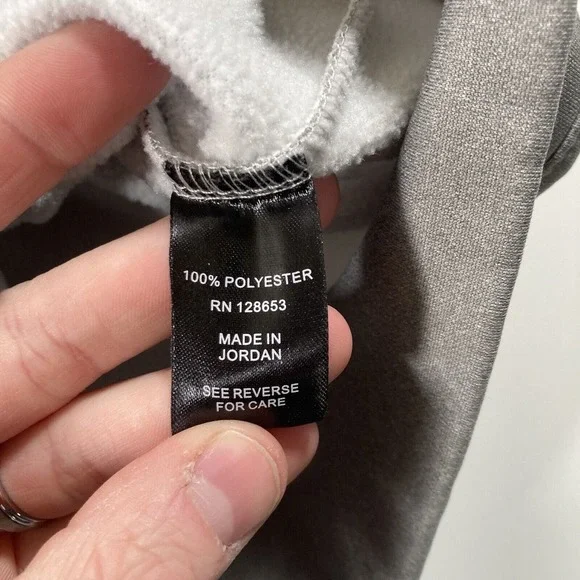 100% POLYESTER
RN 128653
MADE IN
JORDAN
SEE REVERSE
FOR CARE